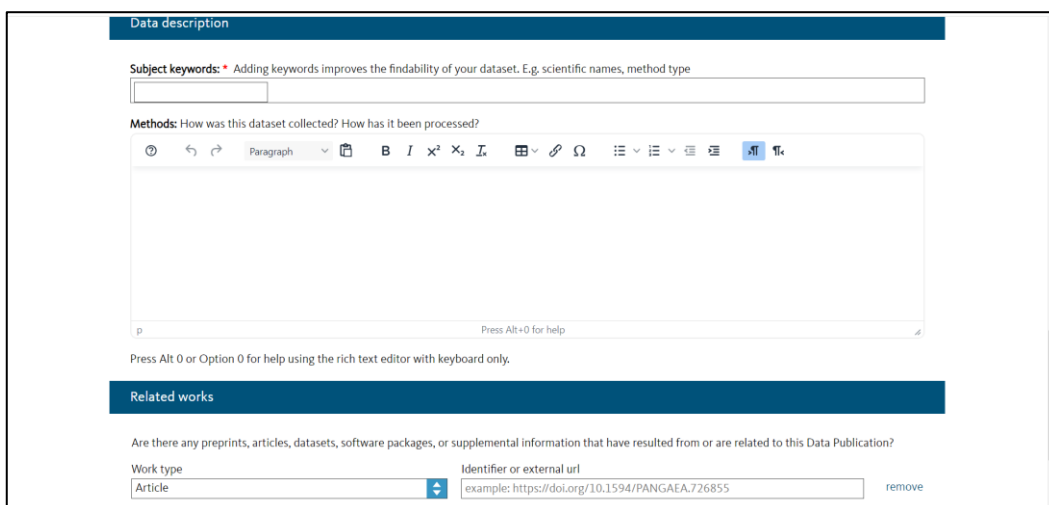 Data description
Subject keywords: * Adding keywords improves the findability of your dataset. E.g. scientific names, method type
Methods: How was this dataset collected? How has it been processed?
Paragraph B I X² X₂ Ix Ω
p Press Alt+0 for help
Press Alt 0 or Option 0 for help using the rich text editor with keyboard only.
Related works
Are there any preprints, articles, datasets, software packages, or supplemental information that have resulted from or are related to this Data Publication?
Work type Identifier or external url
Article example: https://doi.org/10.1594/PANGAEA.726855 remove